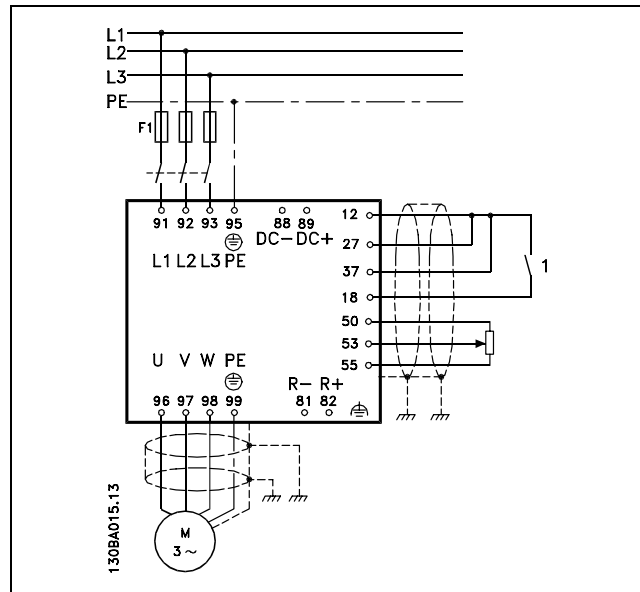 L1
L2
L3
PE
F1
91 92 93 95 88 89 12
DC- DC+
L1 L2 L3 PE
27
37
18
1
50
53
55
U V W PE
R- R+
96 97 98 99 81 82
M
3~
130BA015.13